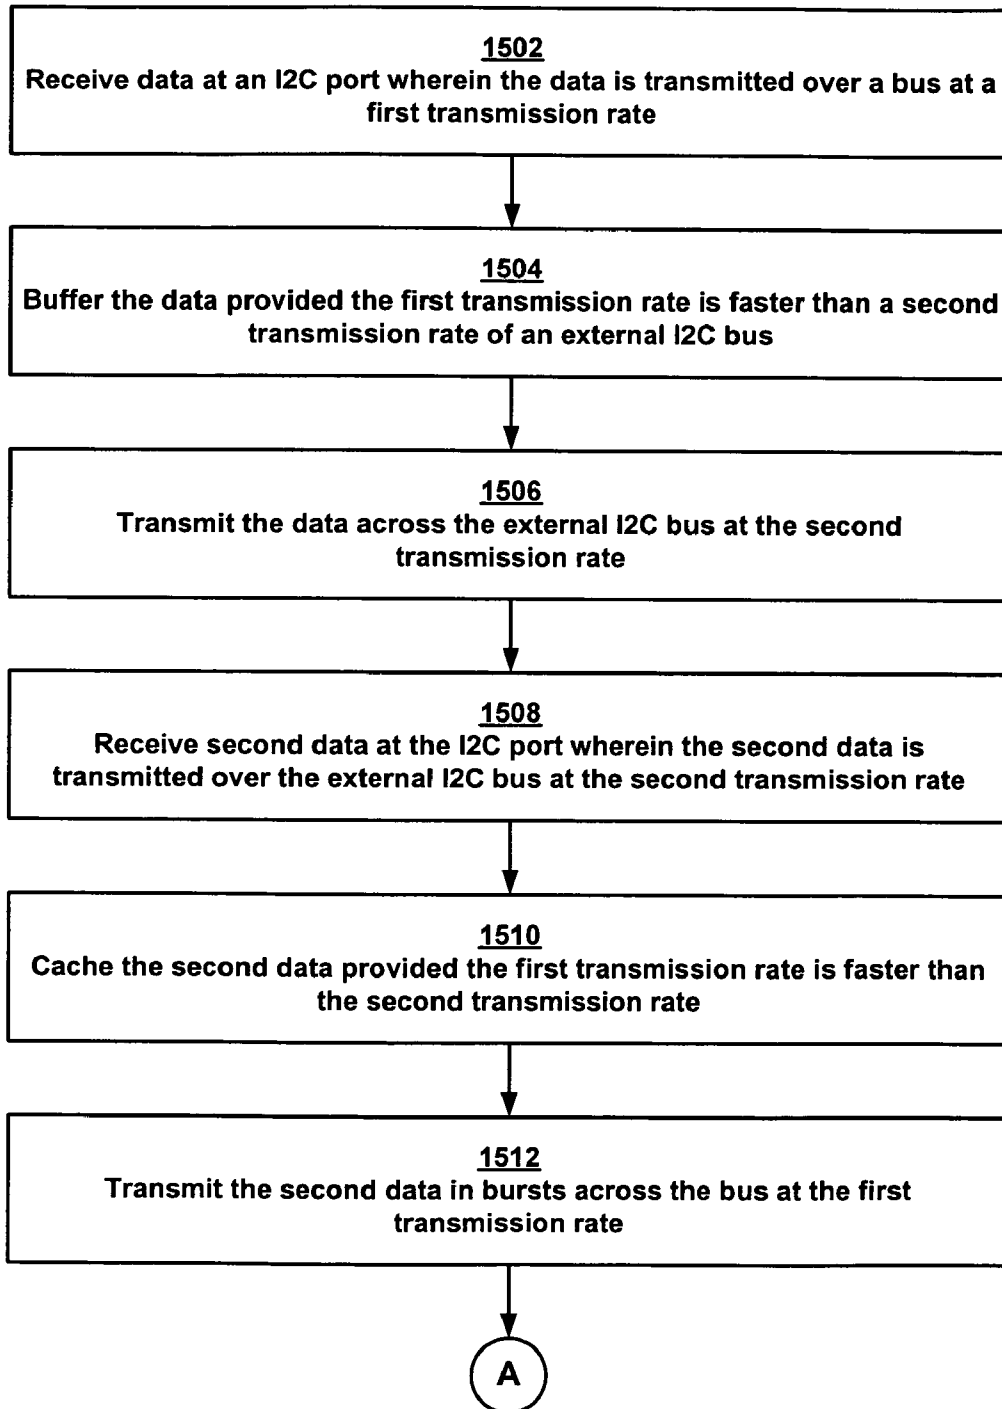 1502
Receive data at an I2C port wherein the data is transmitted over a bus at a
first transmission rate
1504
Buffer the data provided the first transmission rate is faster than a second
transmission rate of an external I2C bus
1506
Transmit the data across the external I2C bus at the second
transmission rate
1508
Receive second data at the I2C port wherein the second data is
transmitted over the external I2C bus at the second transmission rate
1510
Cache the second data provided the first transmission rate is faster than
the second transmission rate
1512
Transmit the second data in bursts across the bus at the first
transmission rate
A